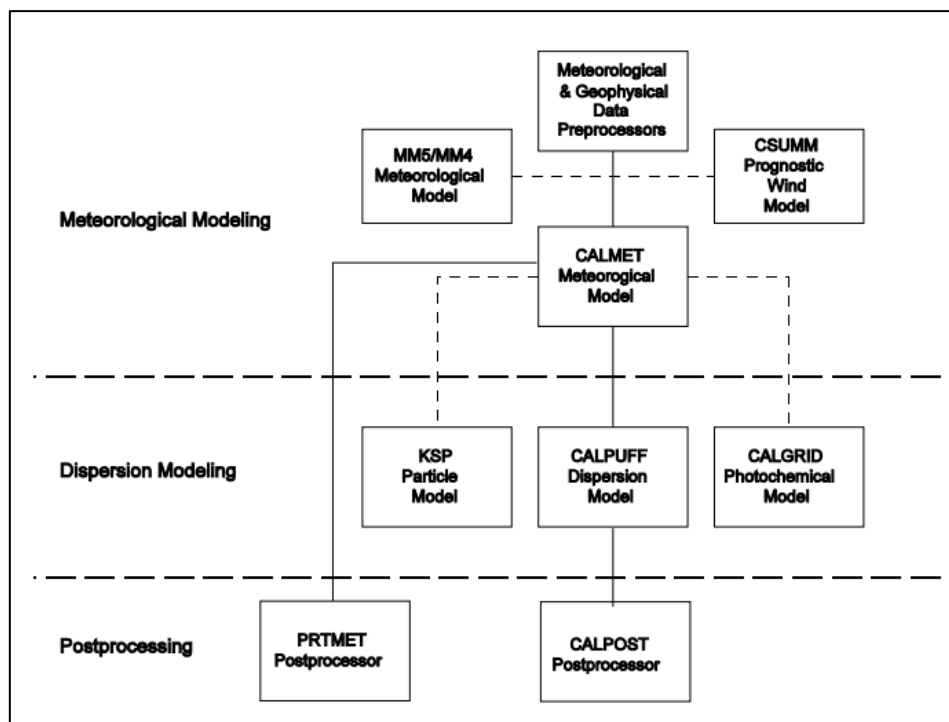 Meteorological
& Geophysical
Data
Preprocessors
MM5/MM4
Meteorological
Model
CSUMM
Prognostic
Wind
Model
Meteorological Modeling
CALMET
Meteorogical
Model
Dispersion Modeling
KSP
Particle
Model
CALPUFF
Dispersion
Model
CALGRID
Photochemical
Model
Postprocessing
PRTMET
Postprocessor
CALPOST
Postprocessor